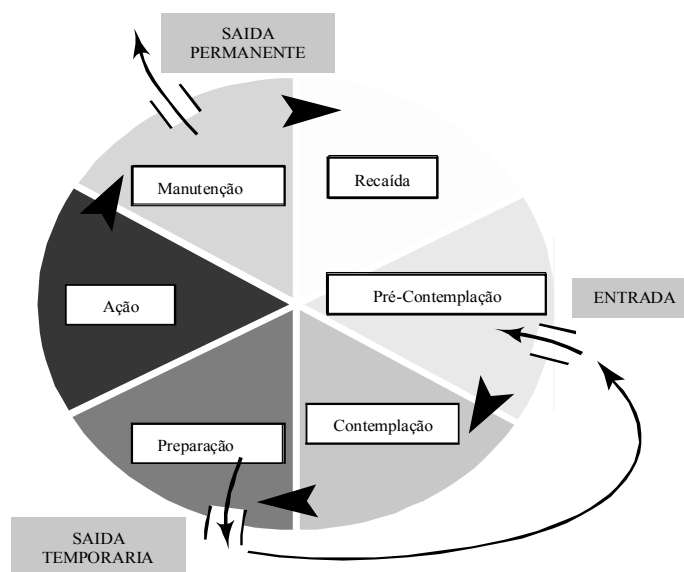 SAIDA
PERMANENTE
Manutenção
Recaída
Ação
Pré-Contemplação
ENTRADA
Contemplação
Preparação
SAIDA
TEMPORARIA